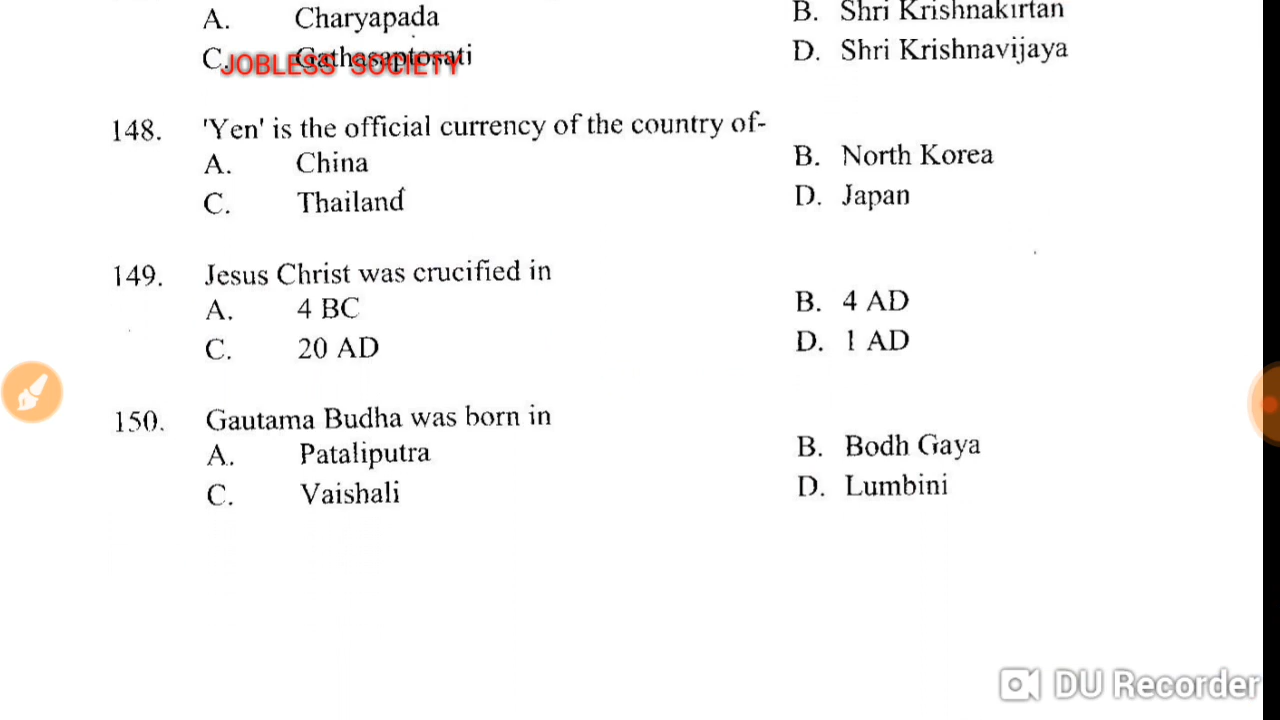 A. Charyapada B. Shri Krishnakirtan
C. Gathasaptosati D. Shri Krishnavijaya
JOBLESS SOCIETY
148. 'Yen' is the official currency of the country of-
A. China B. North Korea
C. Thailand D. Japan
149. Jesus Christ was crucified in
A. 4 BC B. 4 AD
C. 20 AD D. 1 AD
150. Gautama Budha was born in
A. Pataliputra B. Bodh Gaya
C. Vaishali D. Lumbini
DU Recorder